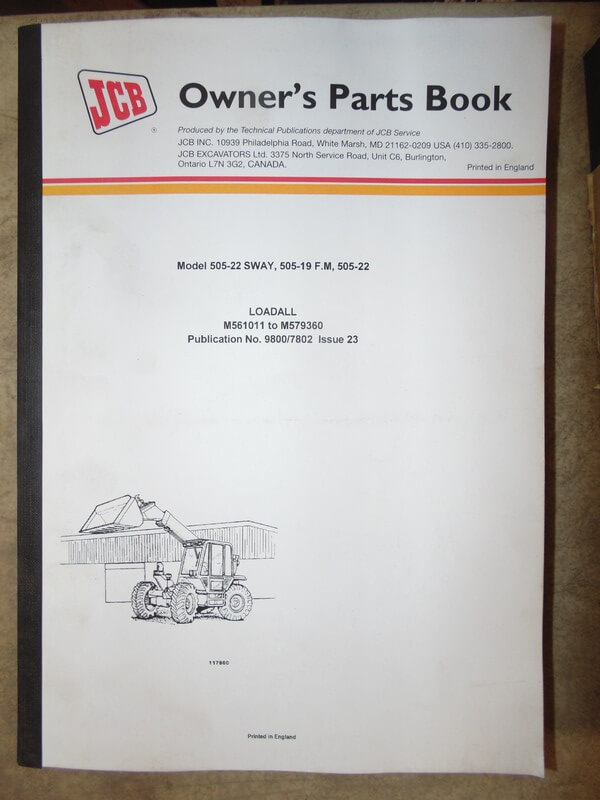 JCB
®
Owner's Parts Book
Produced by the Technical Publications department of JCB Service
JCB INC. 10939 Philadelphia Road, White Marsh, MD 21162-0209 USA (410) 335-2800.
JCB EXCAVATORS Ltd. 3375 North Service Road, Unit C6, Burlington,
Ontario L7N 3G2, CANADA.
Printed in England
Model 505-22 SWAY, 505-19 F.M, 505-22
LOADALL
M561011 to M579360
Publication No. 9800/7802 Issue 23
117860
Printed in England